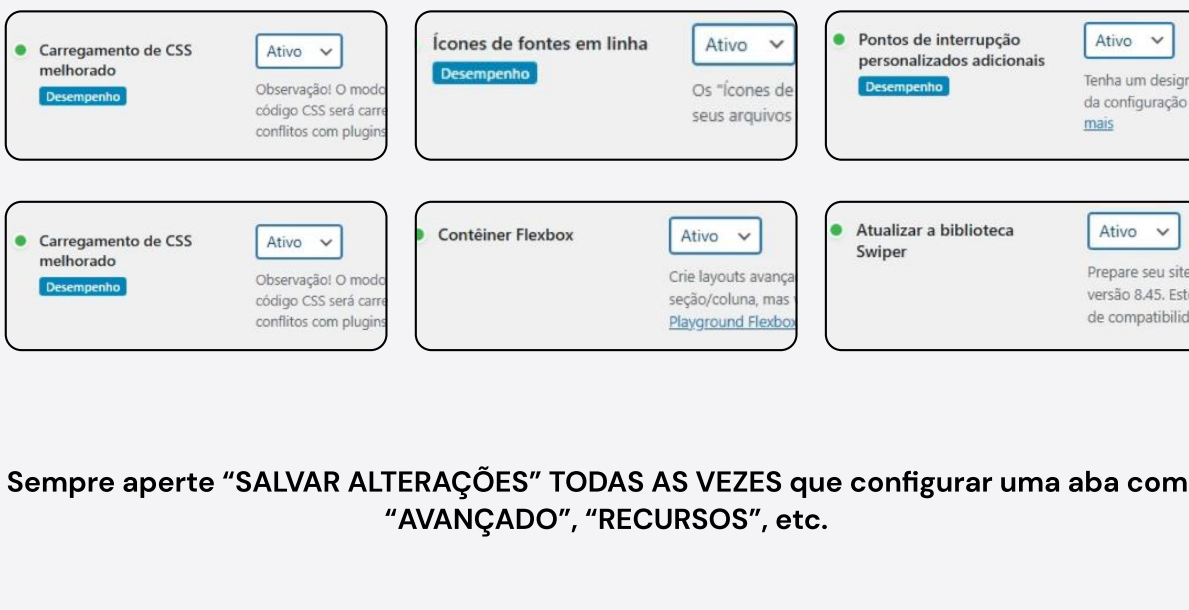 Carregamento de CSS
melhorado
Desempenho
Ativo
Observação! O modo
código CSS será carre
conflitos com plugins
Ícones de fontes em linha
Desempenho
Ativo
Os "Ícones de
seus arquivos
Pontos de interrupção
personalizados adicionais
Desempenho
Ativo
Tenha um design
da configuração
mais
Carregamento de CSS
melhorado
Desempenho
Ativo
Observação! O modo
código CSS será carre
conflitos com plugins
Contêiner Flexbox
Ativo
Crie layouts avança
seção/coluna, mas
Playground Flexbox
Atualizar a biblioteca
Swiper
Ativo
Prepare seu site
versão 8.45. Este
de compatibilid
Sempre aperte “SALVAR ALTERAÇÕES” TODAS AS VEZES que configurar uma aba com
“AVANÇADO”, “RECURSOS”, etc.